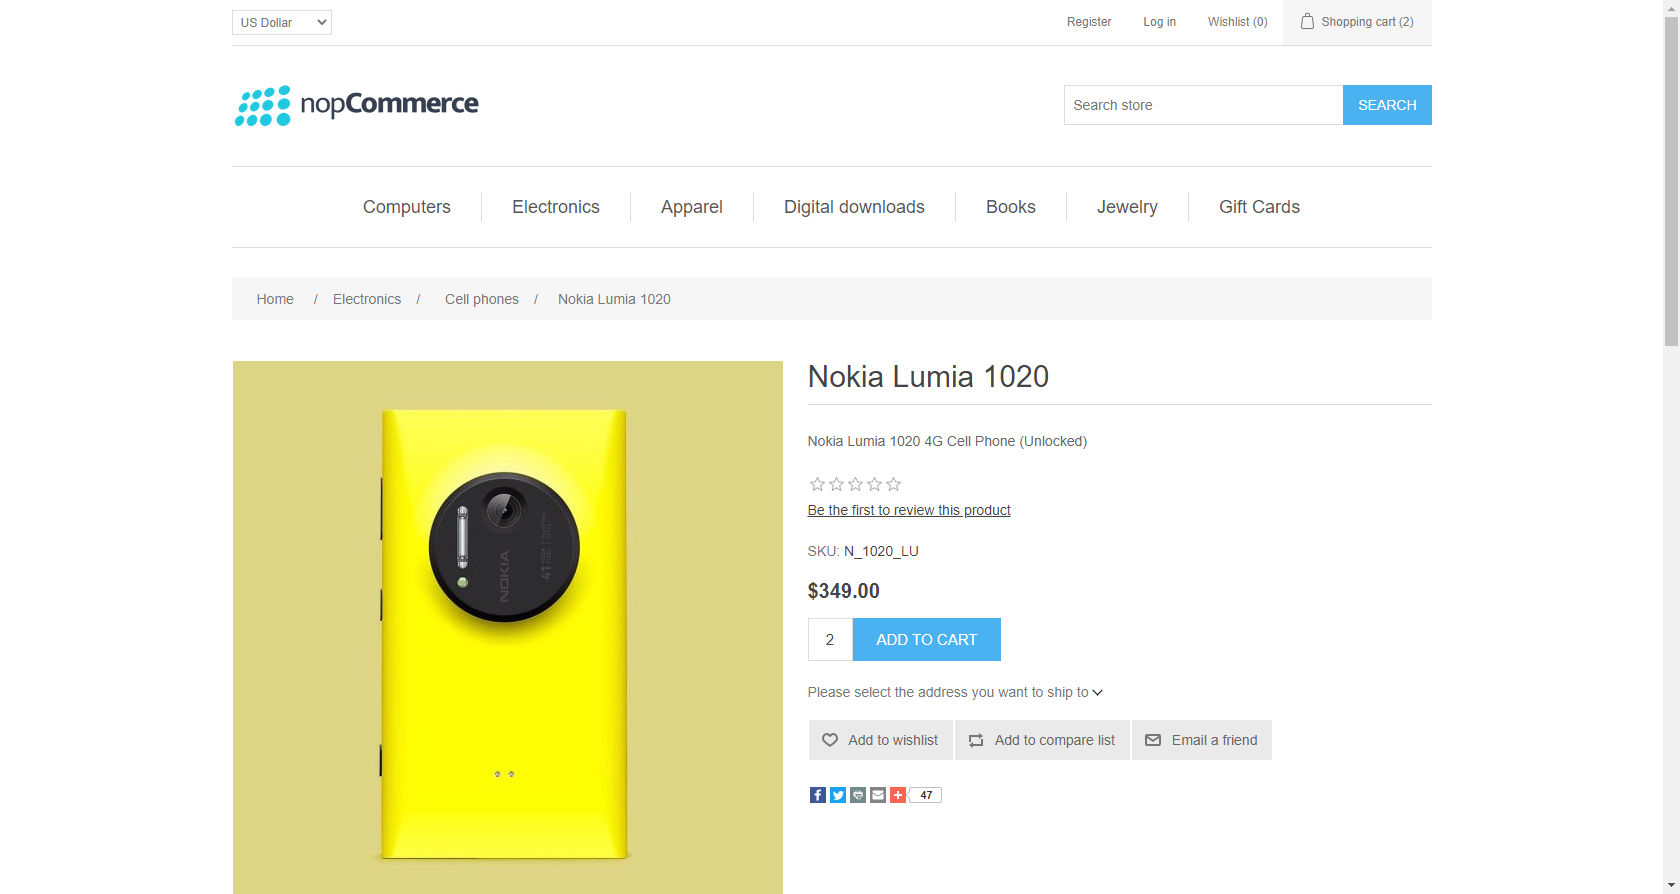 US Dollar
Register
Log in
Wishlist (0)
Shopping cart (2)
nopCommerce
Search store
SEARCH
Computers
Electronics
Apparel
Digital downloads
Books
Jewelry
Gift Cards
Home / Electronics / Cell phones / Nokia Lumia 1020
Nokia Lumia 1020
Nokia Lumia 1020 4G Cell Phone (Unlocked)
Be the first to review this product
SKU: N_1020_LU
$349.00
2
ADD TO CART
Please select the address you want to ship to
Add to wishlist
Add to compare list
Email a friend
47
NOKIA
41